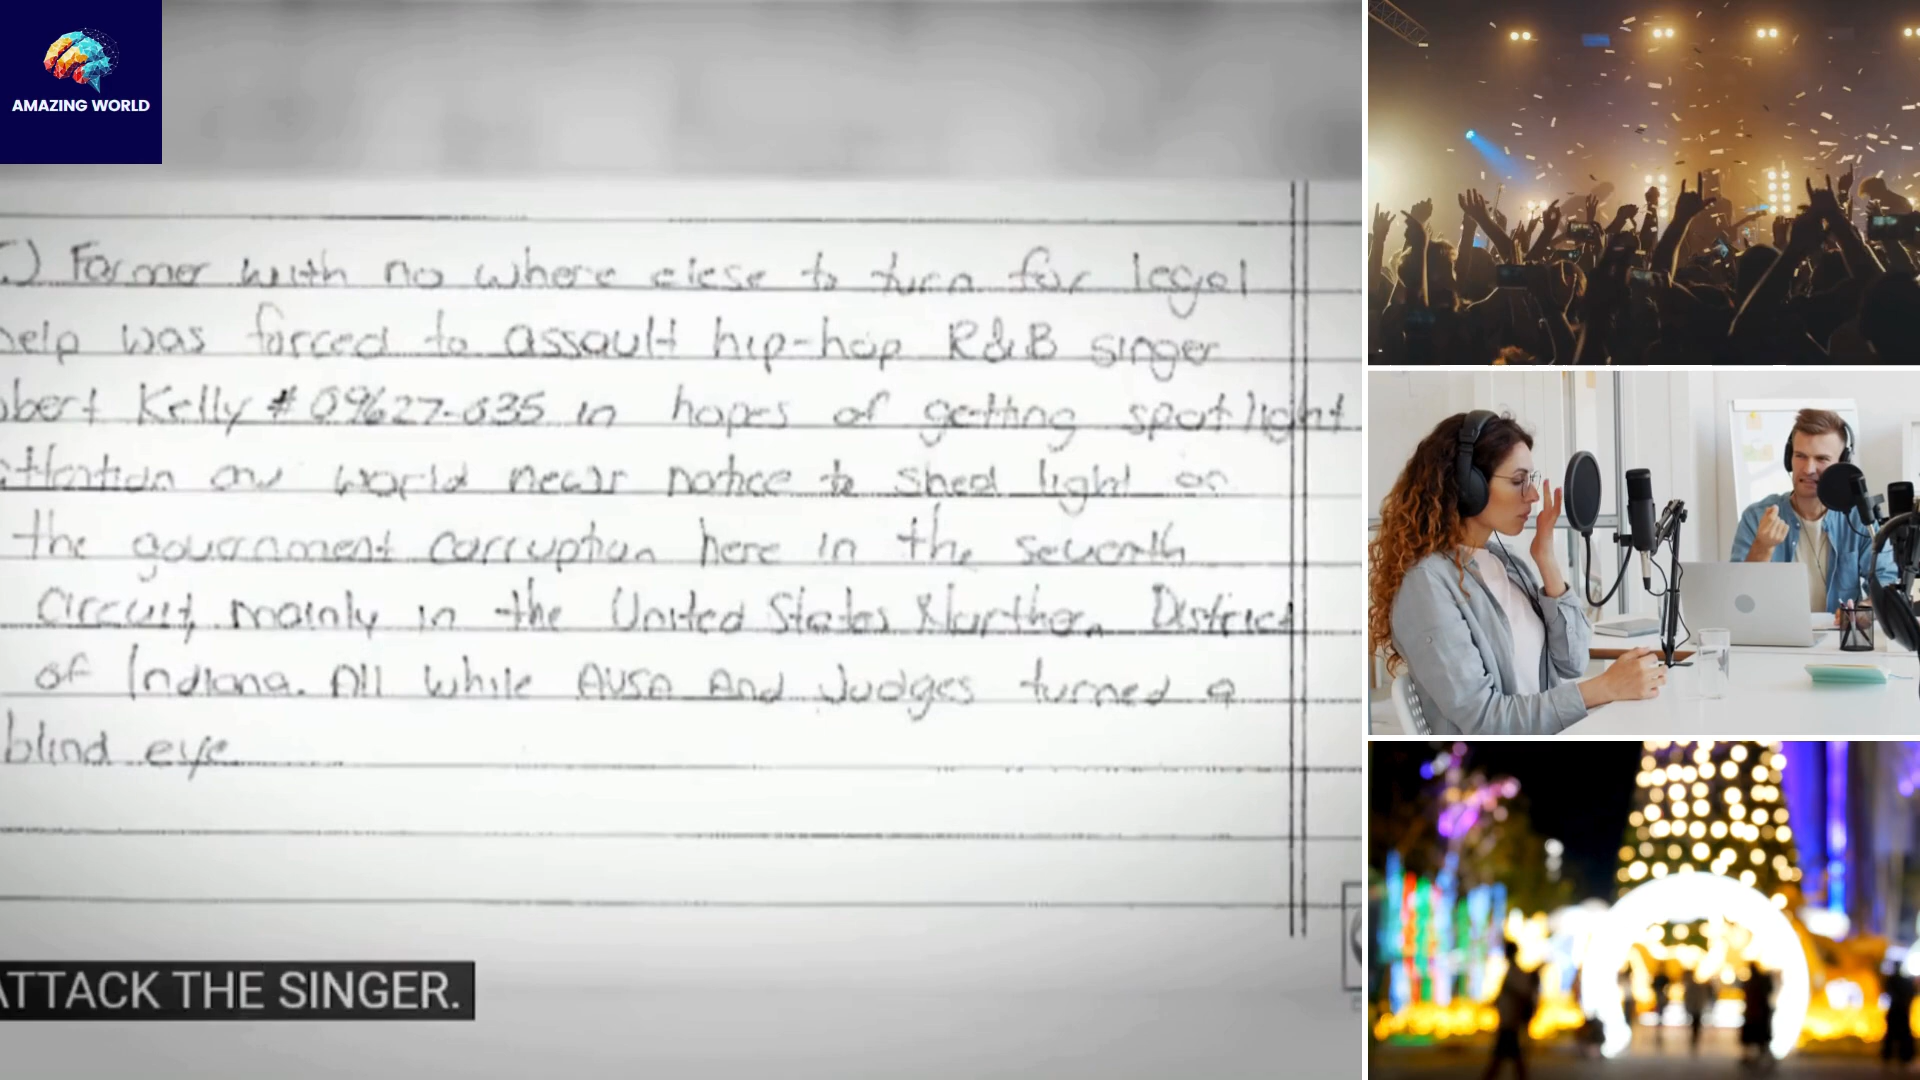 AMAZING WORLD
.) Farmer with no where elese to turn for legal
help was forced to assault hip-hop R&B singer
obert Kelly #09627-035 in hopes of getting spotlight
and world news notice to shed light on
the government corruption here in the seventh
Circuit, mainly in the United States Northern District
of Indiana. All while AUSA And Judges turned a
blind eye
ATTACK THE SINGER.